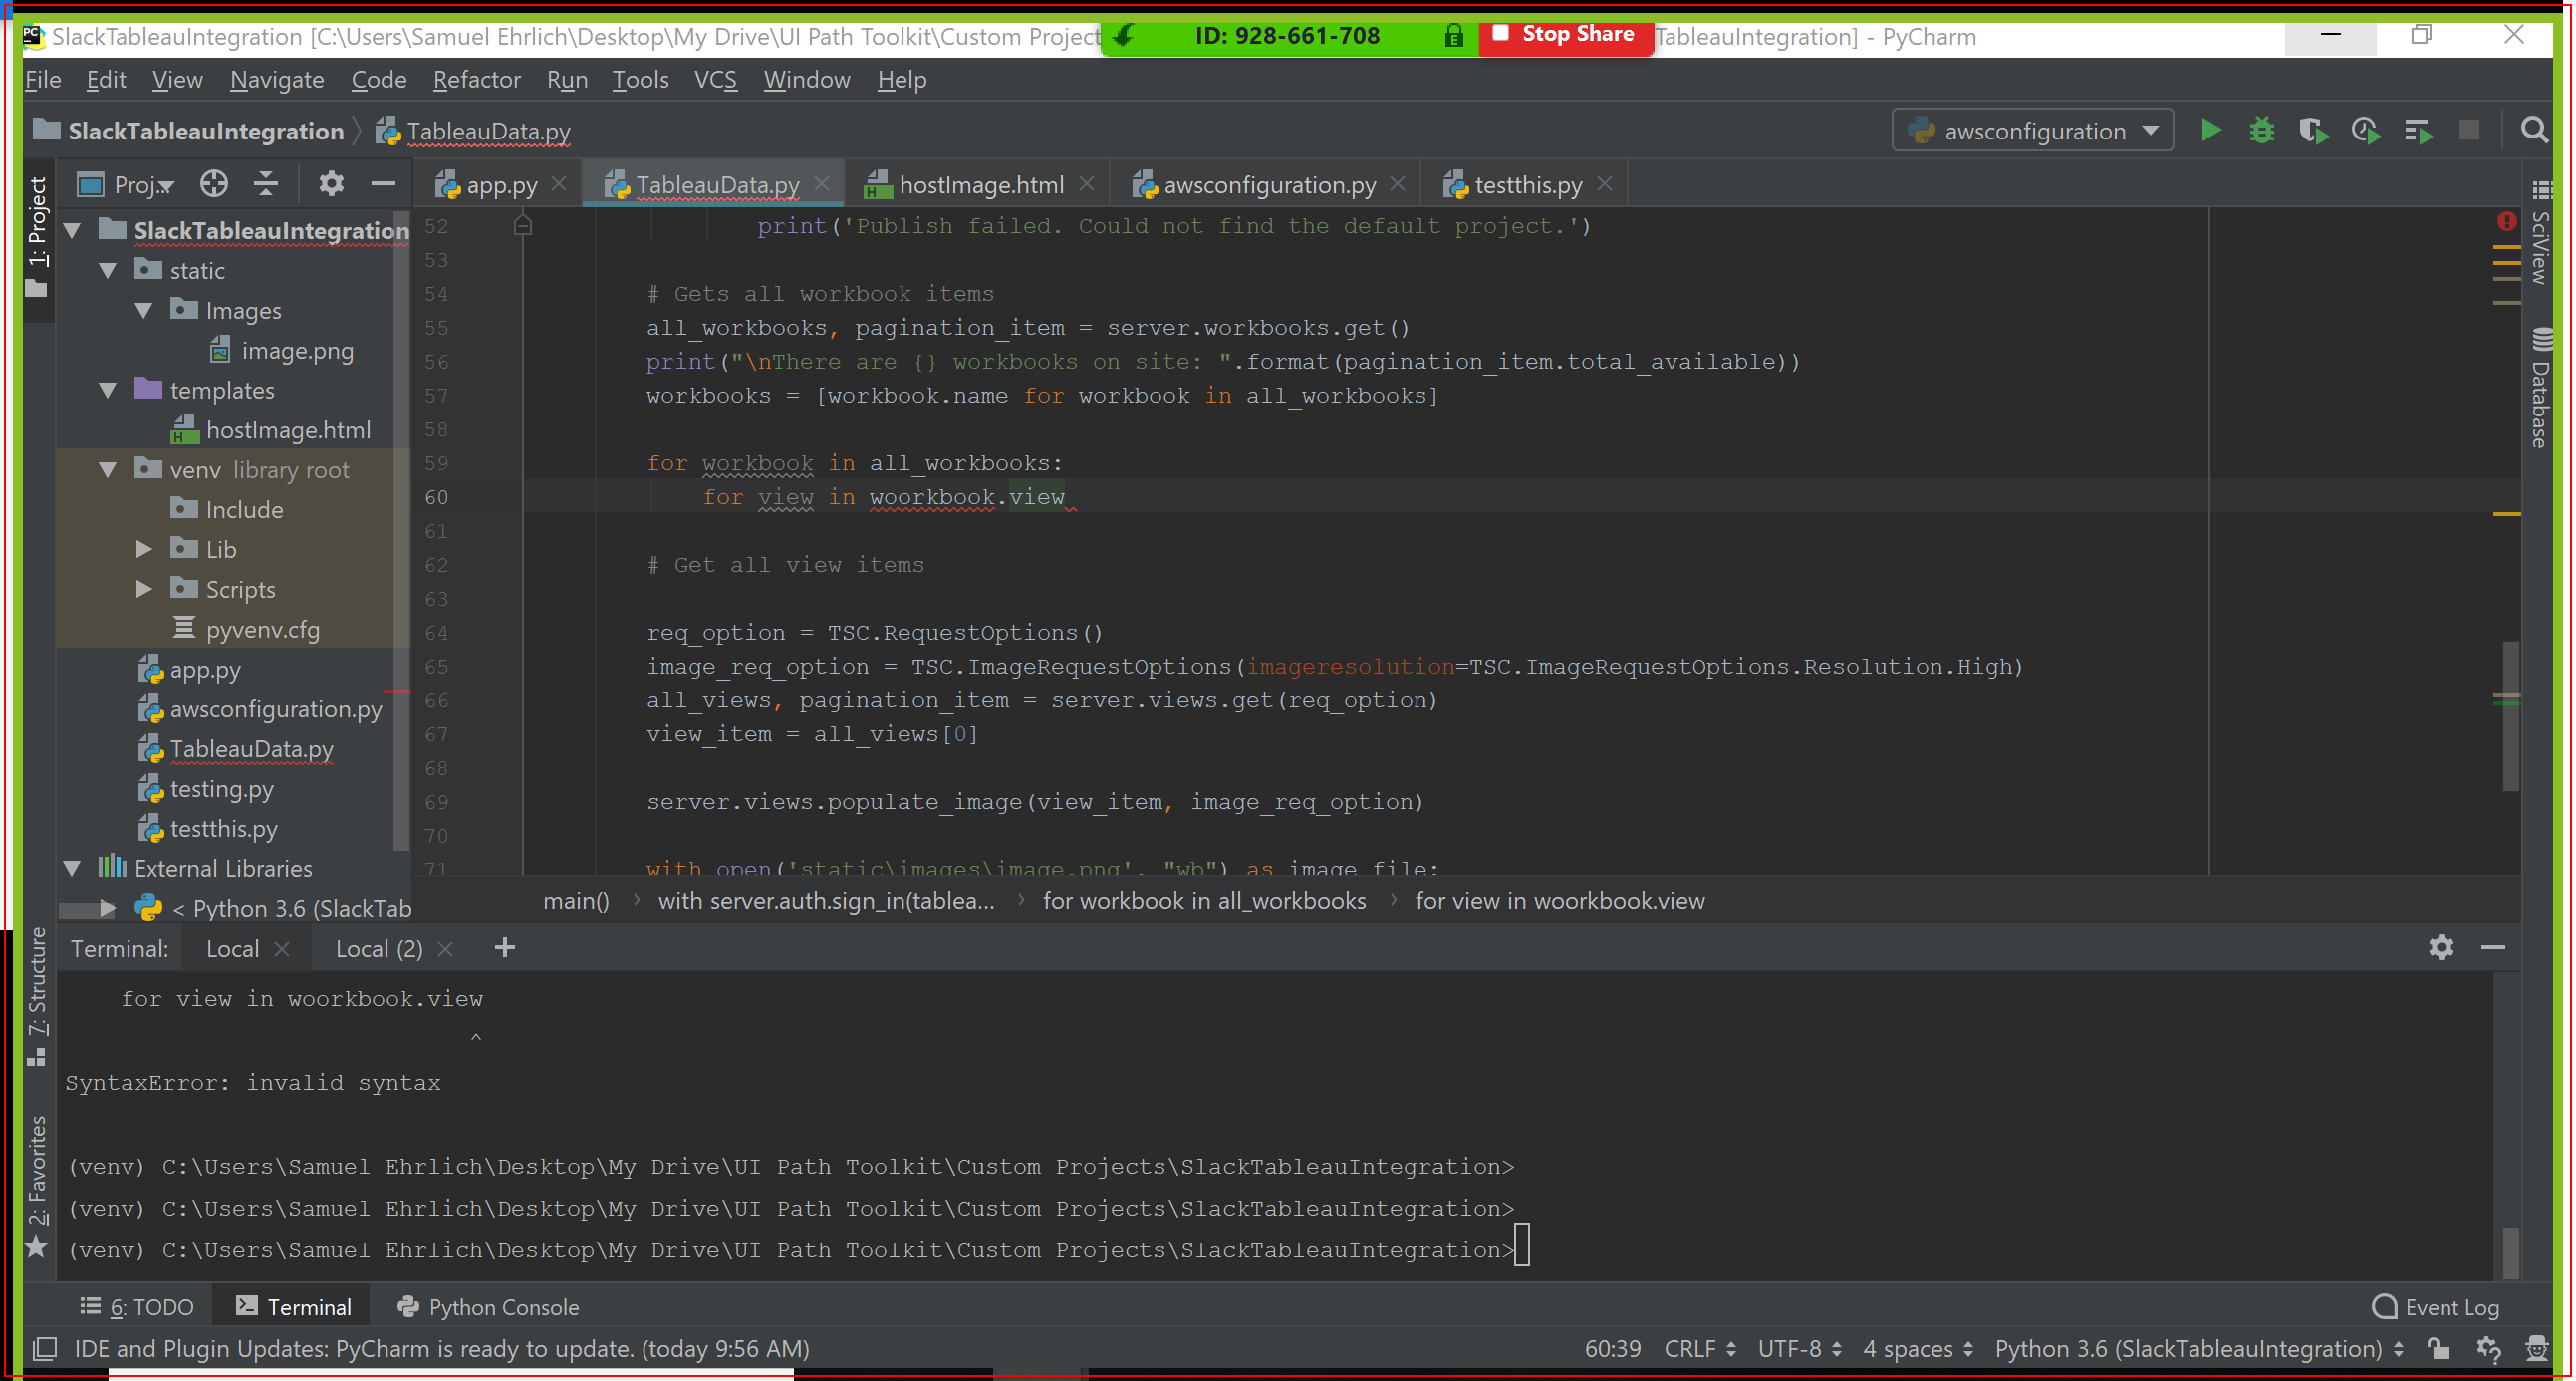 PC SlackTableauIntegration [C:\Users\Samuel Ehrlich\Desktop\My Drive\UI Path Toolkit\Custom Project ID: 928-661-708 Stop Share TableauIntegration] - PyCharm
File Edit View Navigate Code Refactor Run Tools VCS Window Help
SlackTableauIntegration TableauData.py awsconfiguration
Proj... app.py TableauData.py hostImage.html awsconfiguration.py testthis.py
1: Project
SlackTableauIntegration
static
Images
image.png
templates
hostImage.html
venv library root
Include
Lib
Scripts
pyvenv.cfg
app.py
awsconfiguration.py
TableauData.py
testing.py
testthis.py
External Libraries
< Python 3.6 (SlackTab
52 print('Publish failed. Could not find the default project.')
53
54 # Gets all workbook items
55 all_workbooks, pagination_item = server.workbooks.get()
56 print("\nThere are {} workbooks on site: ".format(pagination_item.total_available))
57 workbooks = [workbook.name for workbook in all_workbooks]
58
59 for workbook in all_workbooks:
60 for view in woorkbook.view
61
62 # Get all view items
63
64 req_option = TSC.RequestOptions()
65 image_req_option = TSC.ImageRequestOptions(imageresolution=TSC.ImageRequestOptions.Resolution.High)
66 all_views, pagination_item = server.views.get(req_option)
67 view_item = all_views[0]
68
69 server.views.populate_image(view_item, image_req_option)
70
71 with open('static\images\image.png', "wb") as image_file:
SciView
Database
main() › with server.auth.sign_in(tablea... › for workbook in all_workbooks › for view in woorkbook.view
Terminal: Local Local (2) +
7: Structure
2: Favorites
for view in woorkbook.view
^
SyntaxError: invalid syntax
(venv) C:\Users\Samuel Ehrlich\Desktop\My Drive\UI Path Toolkit\Custom Projects\SlackTableauIntegration>
(venv) C:\Users\Samuel Ehrlich\Desktop\My Drive\UI Path Toolkit\Custom Projects\SlackTableauIntegration>
(venv) C:\Users\Samuel Ehrlich\Desktop\My Drive\UI Path Toolkit\Custom Projects\SlackTableauIntegration>
6: TODO Terminal Python Console Event Log
IDE and Plugin Updates: PyCharm is ready to update. (today 9:56 AM) 60:39 CRLF UTF-8 4 spaces Python 3.6 (SlackTableauIntegration)